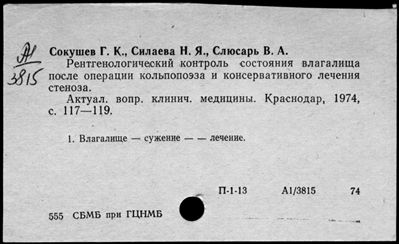 А1
3815
Сокушев Г. К., Силаева Н. Я., Слюсарь В. А.
Рентгенологический контроль состояния влагалища
после операции кольпопоэза и консервативного лечения
стеноза.
Актуал. вопр. клинич. медицины. Краснодар, 1974,
с. 117—119.
1. Влагалище — сужение — — лечение.
П-1-13 А1/3815 74
555 СБМБ при ГЦНМБ